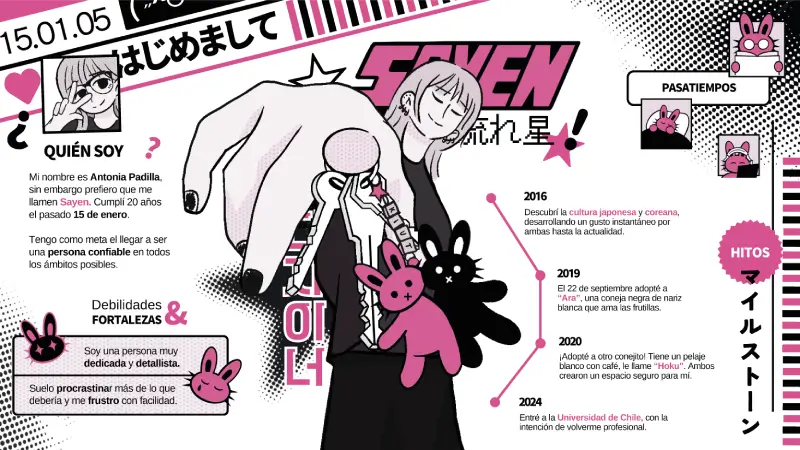 15.01.05
はじめまして
SAYEN
流れ星
!
¿
QUIÉN SOY
?
Mi nombre es Antonia Padilla,
sin embargo prefiero que me
llamen Sayen. Cumplí 20 años
el pasado 15 de enero.
Tengo como meta el llegar a ser
una persona confiable en todos
los ámbitos posibles.
Debilidades
&
FORTALEZAS
Soy una persona muy
dedicada y detallista.
Suelo procrastinar más de lo que
debería y me frustro con facilidad.
PASATIEMPOS
HITOS
マイルストーン
2016
Descubrí la cultura japonesa y coreana,
desarrollando un gusto instantáneo por
ambas hasta la actualidad.
2019
El 22 de septiembre adopté a
“Ara”, una coneja negra de nariz
blanca que ama las frutillas.
2020
¡Adopté a otro conejito! Tiene un pelaje
blanco con café, le llame “Hoku”. Ambos
crearon un espacio seguro para mí.
2024
Entré a la Universidad de Chile, con la
intención de volverme profesional.